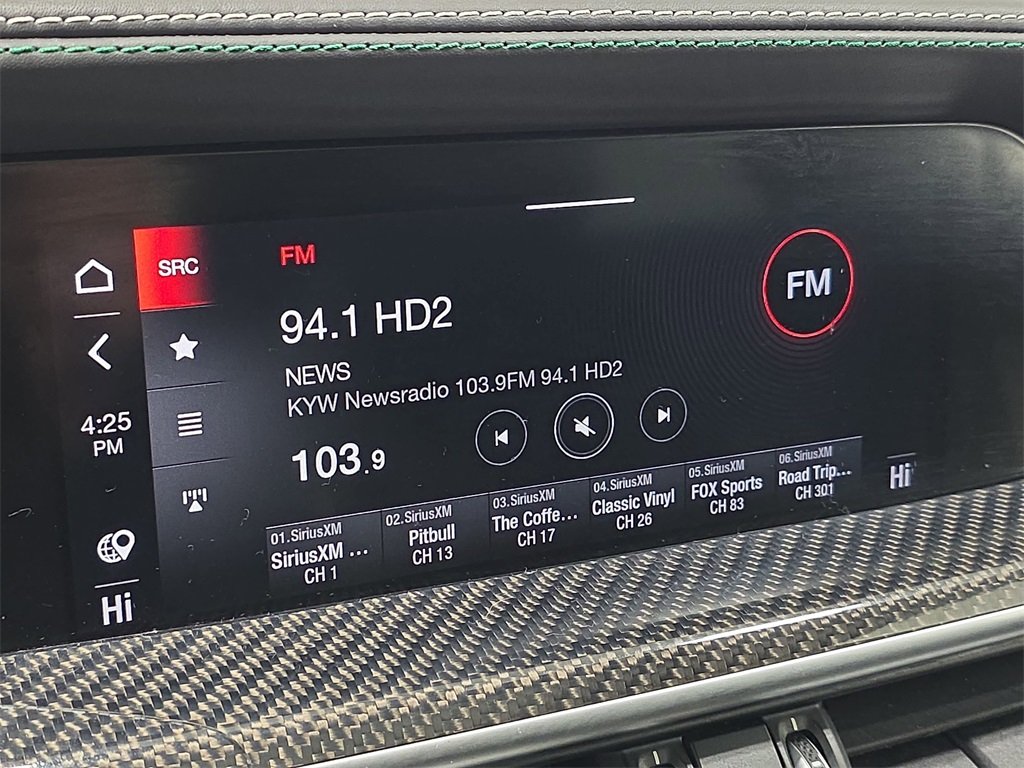 SRC
FM
FM
94.1 HD2
NEWS
KYW Newsradio 103.9FM 94.1 HD2
4:25
PM
103.9
01.SiriusXM
SiriusXM ...
CH 1
02.SiriusXM
Pitbull
CH 13
03.SiriusXM
The Coffe...
CH 17
04.SiriusXM
Classic Vinyl
CH 26
05.SiriusXM
FOX Sports
CH 83
06.SiriusXM
Road Trip...
CH 301
Hi
Hi